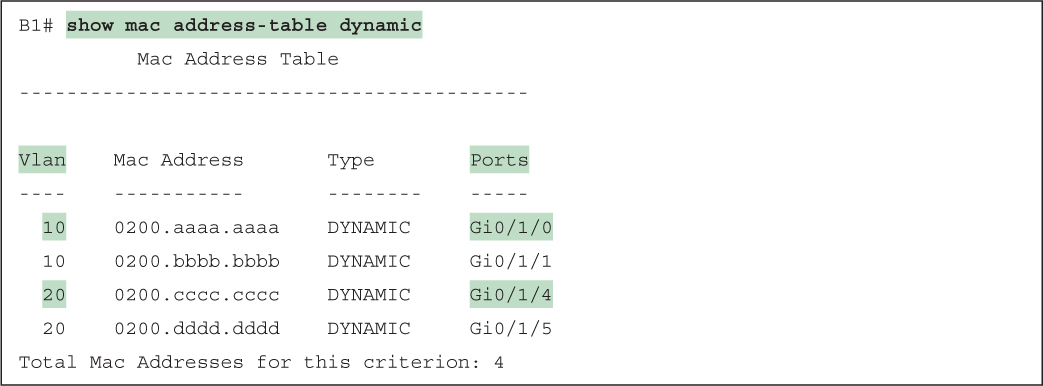 B1# show mac address-table dynamic
Mac Address Table
-------------------------------------------
Vlan Mac Address Type Ports
---- ----------- -------- -----
10 0200.aaaa.aaaa DYNAMIC Gi0/1/0
10 0200.bbbb.bbbb DYNAMIC Gi0/1/1
20 0200.cccc.cccc DYNAMIC Gi0/1/4
20 0200.dddd.dddd DYNAMIC Gi0/1/5
Total Mac Addresses for this criterion: 4